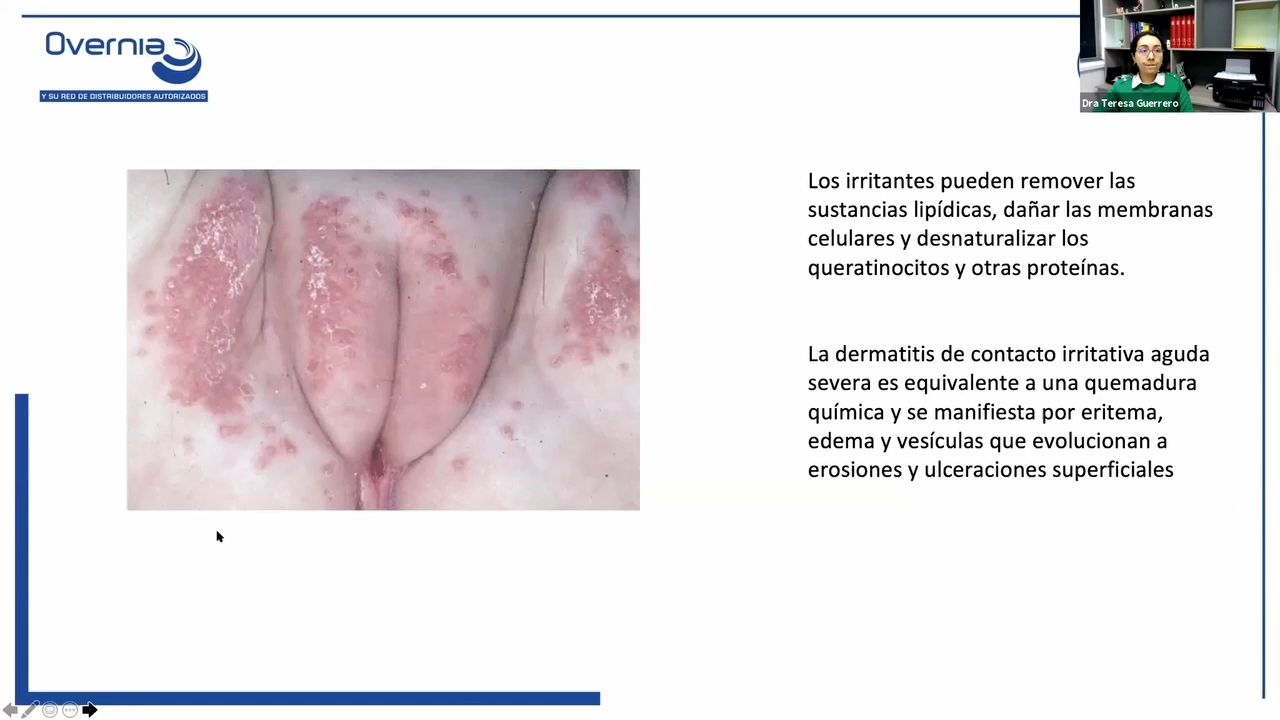 Overnia
Y SU RED DE DISTRIBUIDORES AUTORIZADOS
Dra Teresa Guerrero
Los irritantes pueden remover las
sustancias lipídicas, dañar las membranas
celulares y desnaturalizar los
queratinocitos y otras proteínas.
La dermatitis de contacto irritativa aguda
severa es equivalente a una quemadura
química y se manifiesta por eritema,
edema y vesículas que evolucionan a
erosiones y ulceraciones superficiales